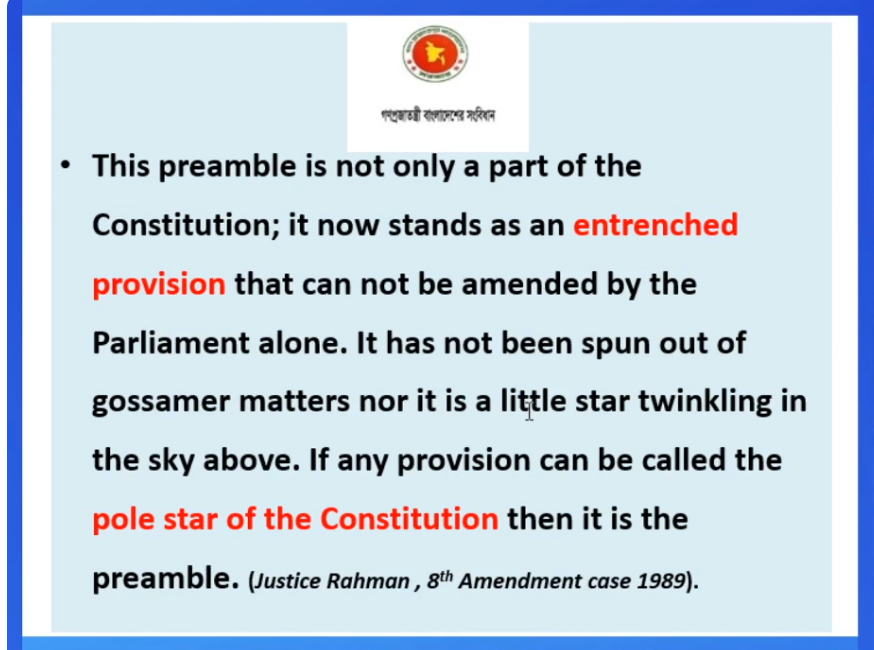 গণপ্রজাতন্ত্রী বাংলাদেশের সংবিধান
• This preamble is not only a part of the
Constitution; it now stands as an entrenched
provision that can not be amended by the
Parliament alone. It has not been spun out of
gossamer matters nor it is a little star twinkling in
the sky above. If any provision can be called the
pole star of the Constitution then it is the
preamble. (Justice Rahman , 8th Amendment case 1989).